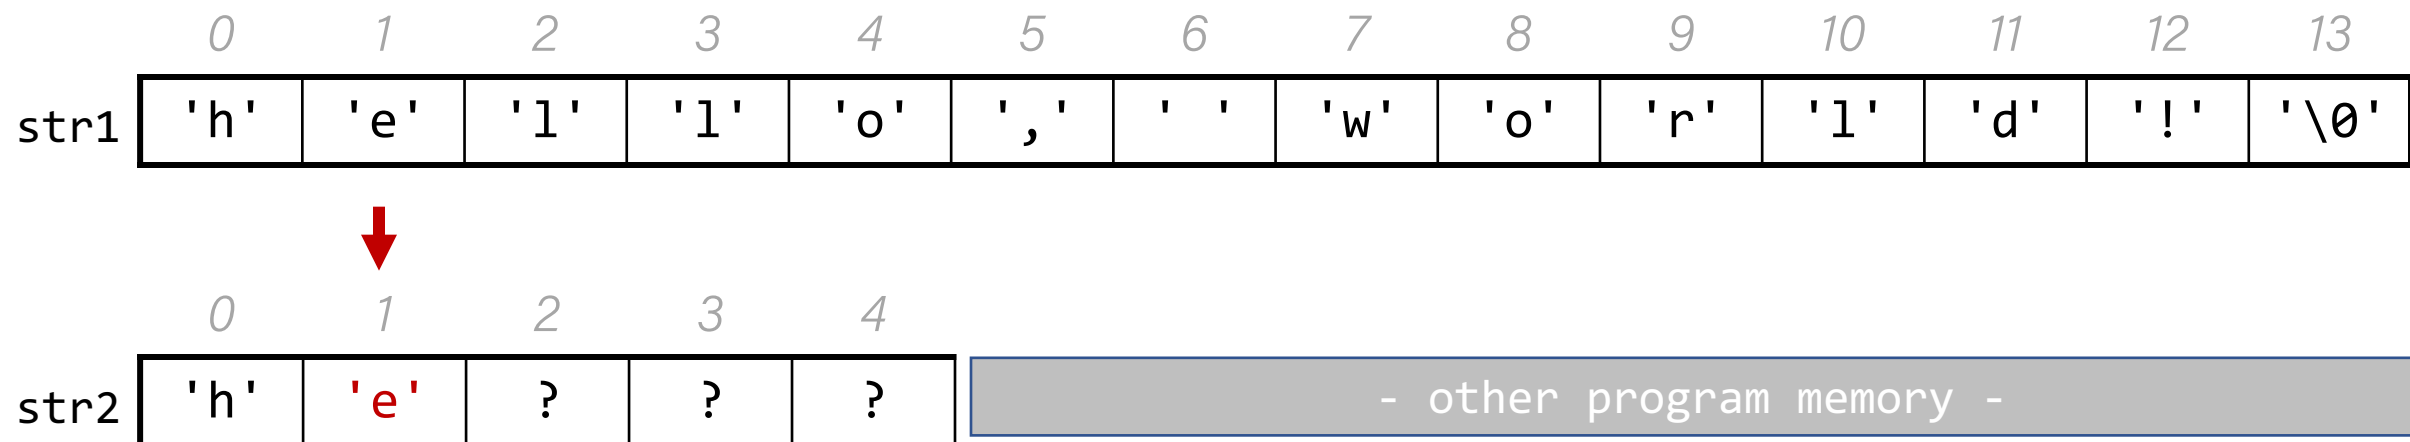 0 1 2 3 4 5 6 7 8 9 10 11 12 13
str1 'h' 'e' 'l' 'l' 'o' ',' ' ' 'w' 'o' 'r' 'l' 'd' '!' '\0'
0 1 2 3 4
str2 'h' 'e' ? ? ? - other program memory -